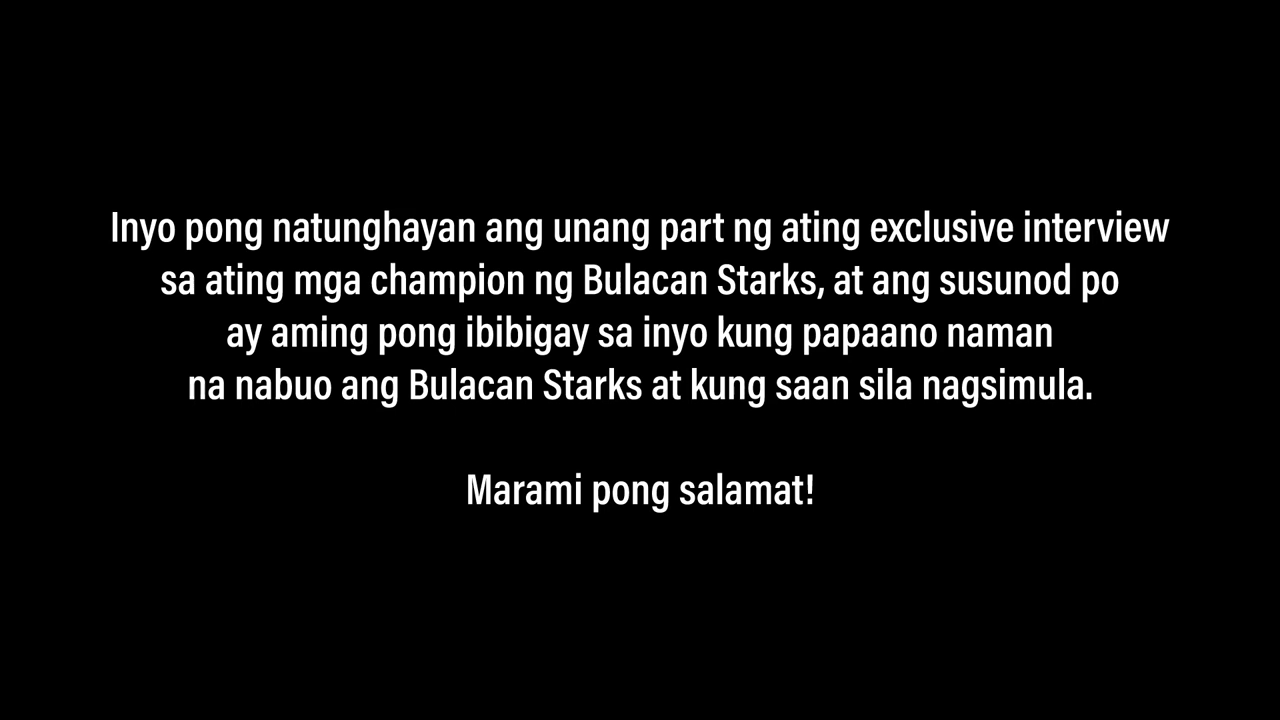 Inyo pong natunghayan ang unang part ng ating exclusive interview
sa ating mga champion ng Bulacan Starks, at ang susunod po
ay aming pong ibibigay sa inyo kung papaano naman
na nabuo ang Bulacan Starks at kung saan sila nagsimula.
Marami pong salamat!